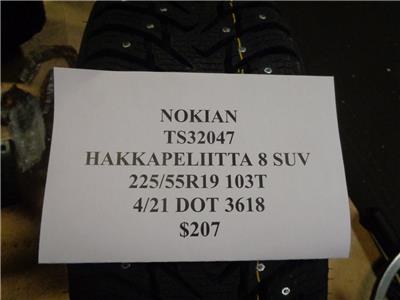 NOKIAN
TS32047
HAKKAPELIITTA 8 SUV
225/55R19 103T
4/21 DOT 3618
$207